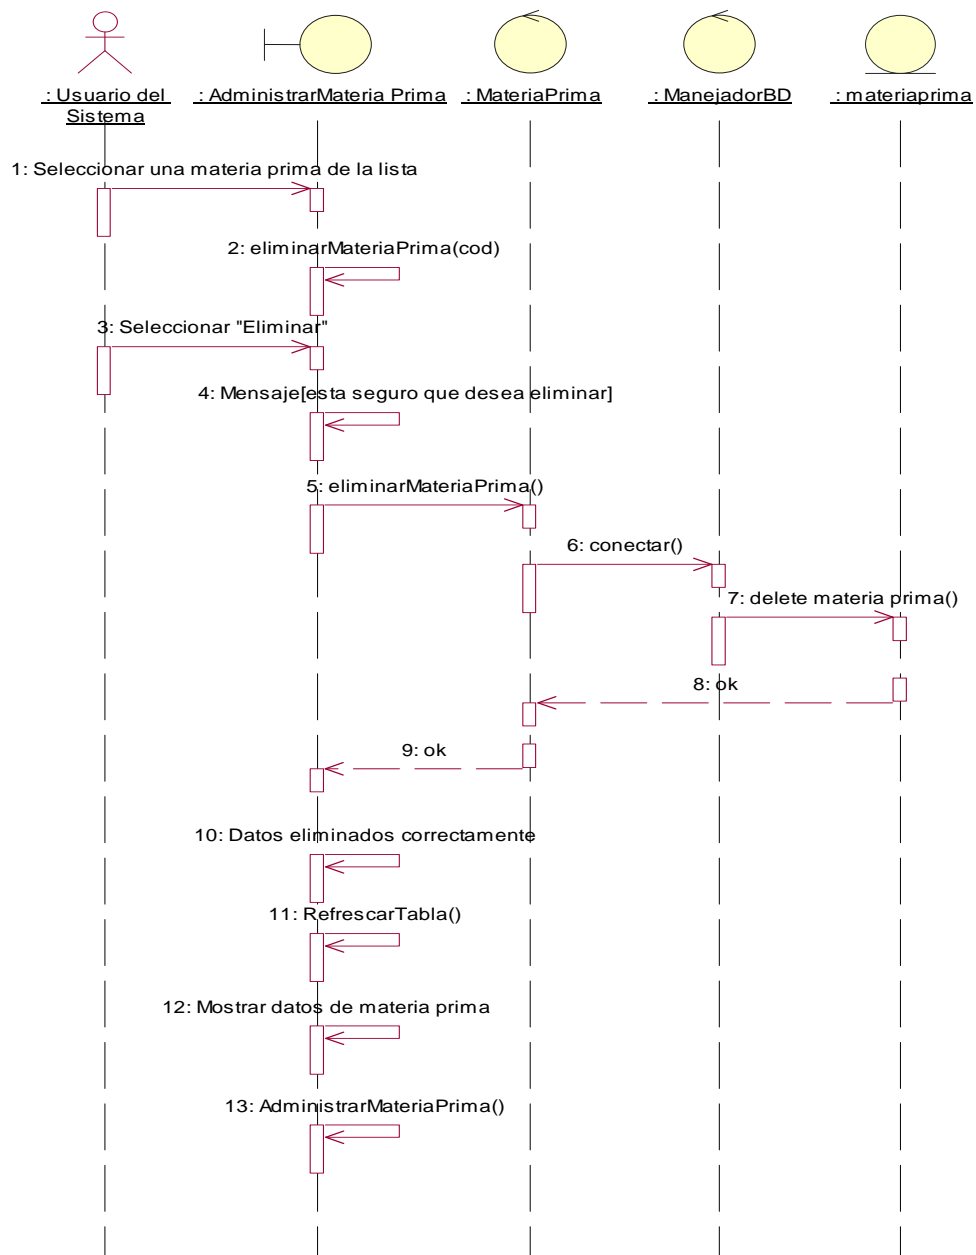 : Usuario del
Sistema
: AdministrarMateria Prima
: MateriaPrima
: ManejadorBD
: materiaprima
1: Seleccionar una materia prima de la lista
2: eliminarMateriaPrima(cod)
3: Seleccionar "Eliminar"
4: Mensaje[esta seguro que desea eliminar]
5: eliminarMateriaPrima()
6: conectar()
7: delete materia prima()
8: ok
9: ok
10: Datos eliminados correctamente
11: RefrescarTabla()
12: Mostrar datos de materia prima
13: AdministrarMateriaPrima()